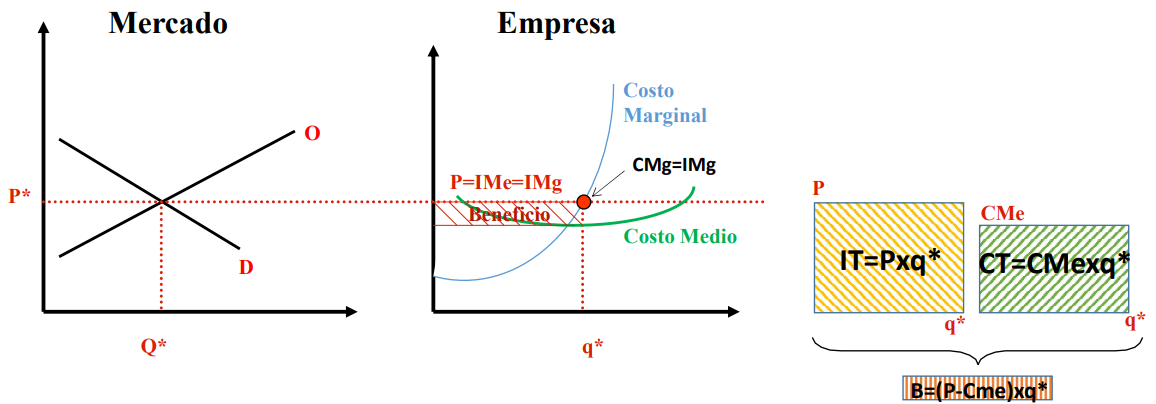 Mercado
O
P*
D
Q*
Empresa
Costo
Marginal
CMg=IMg
P=IMe=IMg
Beneficio
Costo Medio
q*
P
IT=Pxq*
q*
CMe
CT=CMexq*
q*
B=(P-Cme)xq*